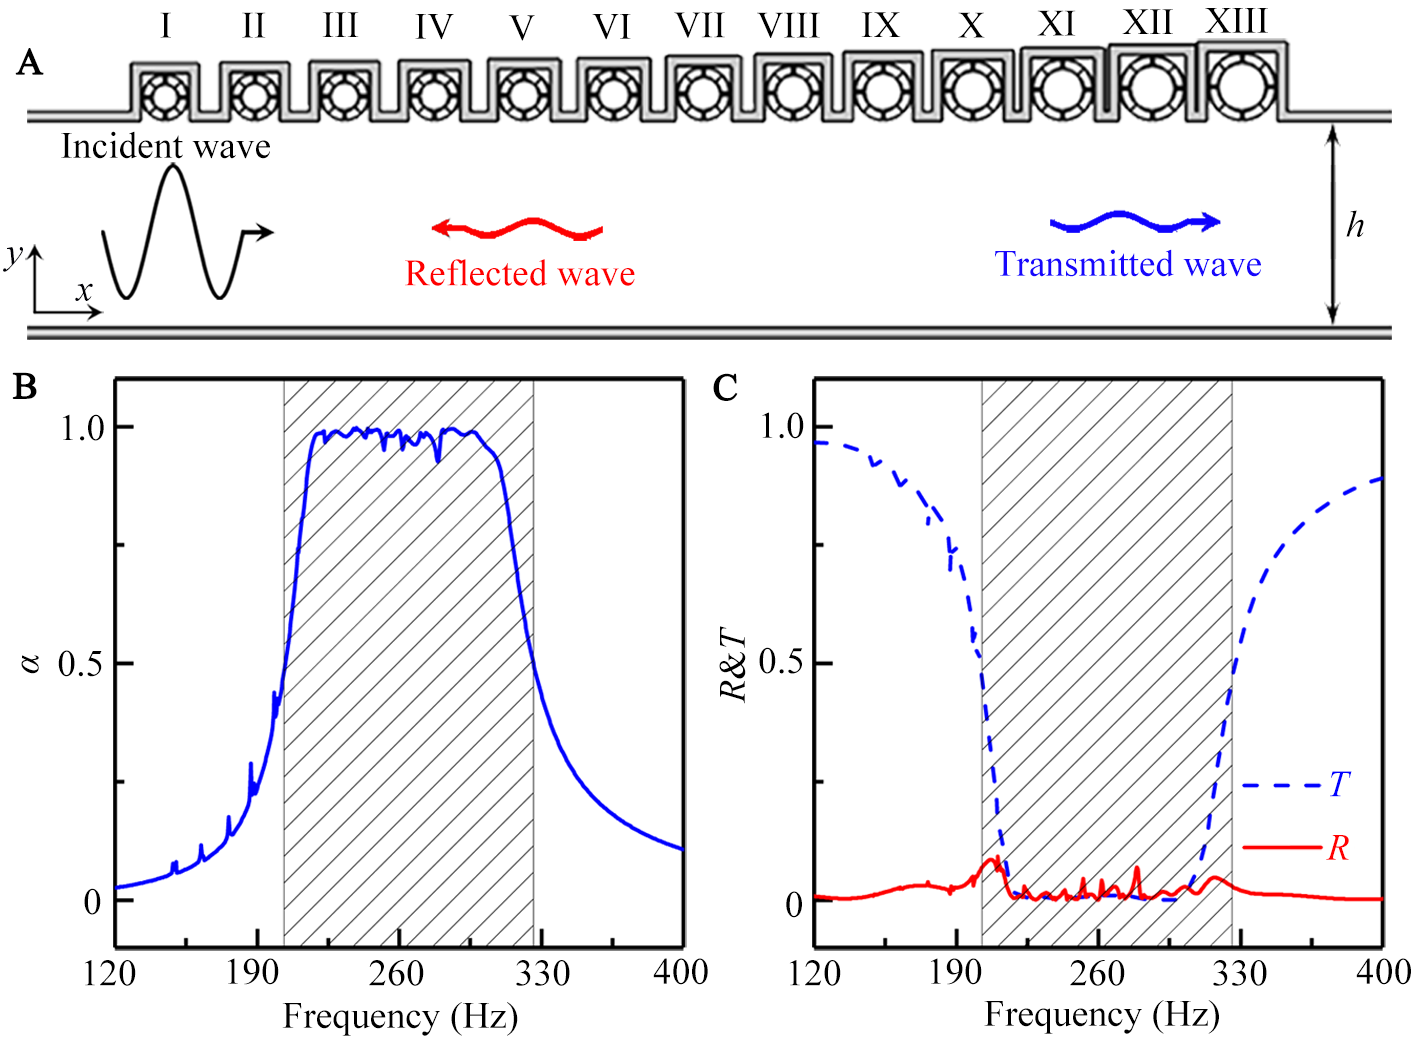 I II III IV V VI VII VIII IX X XI XII XIII
A
Incident wave
Reflected wave
Transmitted wave
h
y
x
B
1.0
0.5
0
α
120 190 260 330 400
Frequency (Hz)
C
1.0
0.5
0
R&T
T
R
120 190 260 330 400
Frequency (Hz)